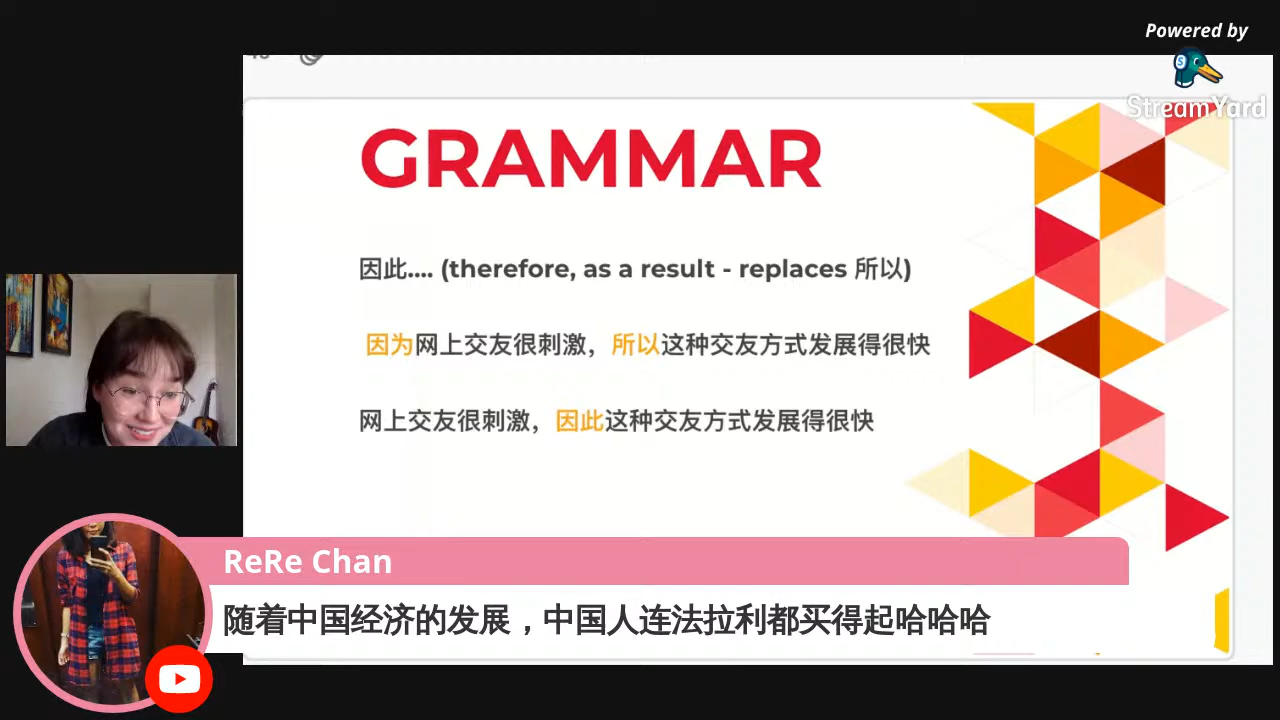 Powered by
StreamYard
GRAMMAR
因此.... (therefore, as a result - replaces 所以)
因为网上交友很刺激，所以这种交友方式发展得很快
网上交友很刺激，因此这种交友方式发展得很快
ReRe Chan
随着中国经济的发展，中国人连法拉利都买得起哈哈哈